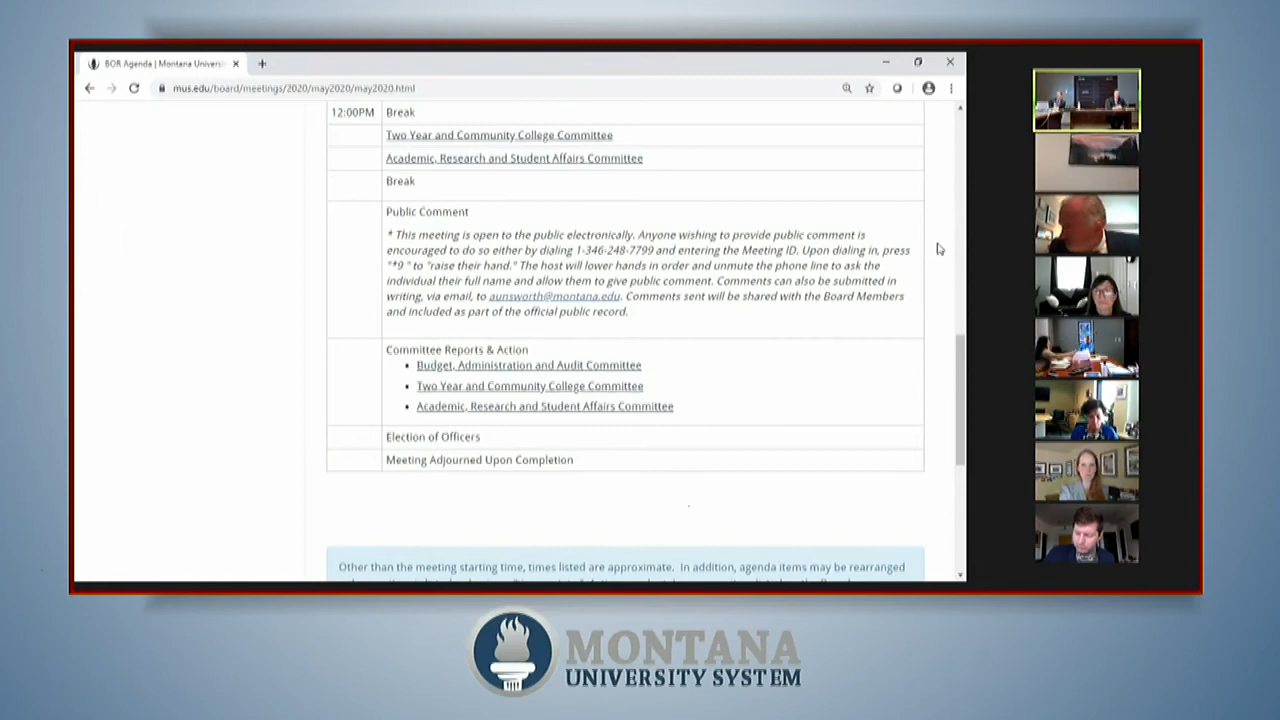 BOR Agenda | Montana Universi
mus.edu/board/meetings/2020/may2020/may2020.html
12:00PM Break
Two Year and Community College Committee
Academic, Research and Student Affairs Committee
Break
Public Comment
* This meeting is open to the public electronically. Anyone wishing to provide public comment is
encouraged to do so either by dialing 1-346-248-7799 and entering the Meeting ID. Upon dialing in, press
"*9 " to "raise their hand." The host will lower hands in order and unmute the phone line to ask the
individual their full name and allow them to give public comment. Comments can also be submitted in
writing, via email, to aunsworth@montana.edu. Comments sent will be shared with the Board Members
and included as part of the official public record.
Committee Reports & Action
• Budget, Administration and Audit Committee
• Two Year and Community College Committee
• Academic, Research and Student Affairs Committee
Election of Officers
Meeting Adjourned Upon Completion
Other than the meeting starting time, times listed are approximate. In addition, agenda items may be rearranged
MONTANA
UNIVERSITY SYSTEM